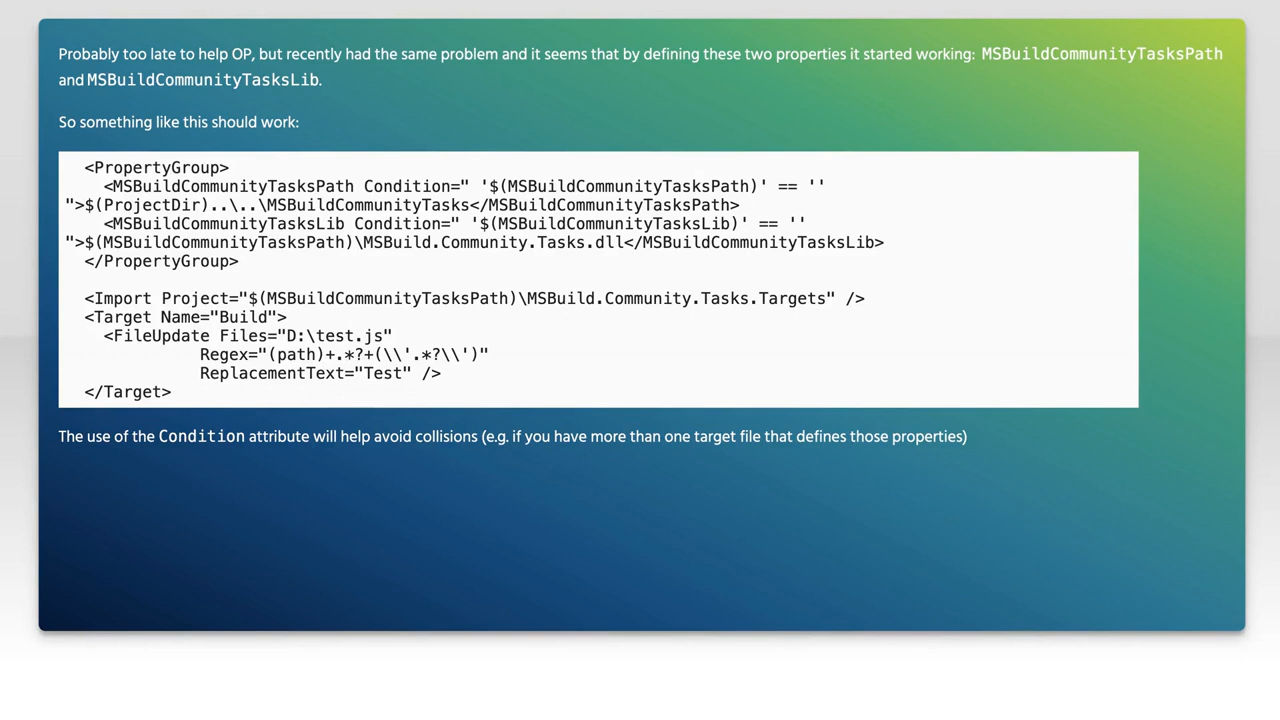 Probably too late to help OP, but recently had the same problem and it seems that by defining these two properties it started working: MSBuildCommunityTasksPath
and MSBuildCommunityTasksLib.
So something like this should work:
<PropertyGroup>
<MSBuildCommunityTasksPath Condition=" '$(MSBuildCommunityTasksPath)' == ''
">$(ProjectDir)..\..\MSBuildCommunityTasks</MSBuildCommunityTasksPath>
<MSBuildCommunityTasksLib Condition=" '$(MSBuildCommunityTasksLib)' == ''
">$(MSBuildCommunityTasksPath)\MSBuild.Community.Tasks.dll</MSBuildCommunityTasksLib>
</PropertyGroup>
<Import Project="$(MSBuildCommunityTasksPath)\MSBuild.Community.Tasks.Targets" />
<Target Name="Build">
<FileUpdate Files="D:\test.js"
Regex="(path)+.*?+(\\'.*?\\')"
ReplacementText="Test" />
</Target>
The use of the Condition attribute will help avoid collisions (e.g. if you have more than one target file that defines those properties)